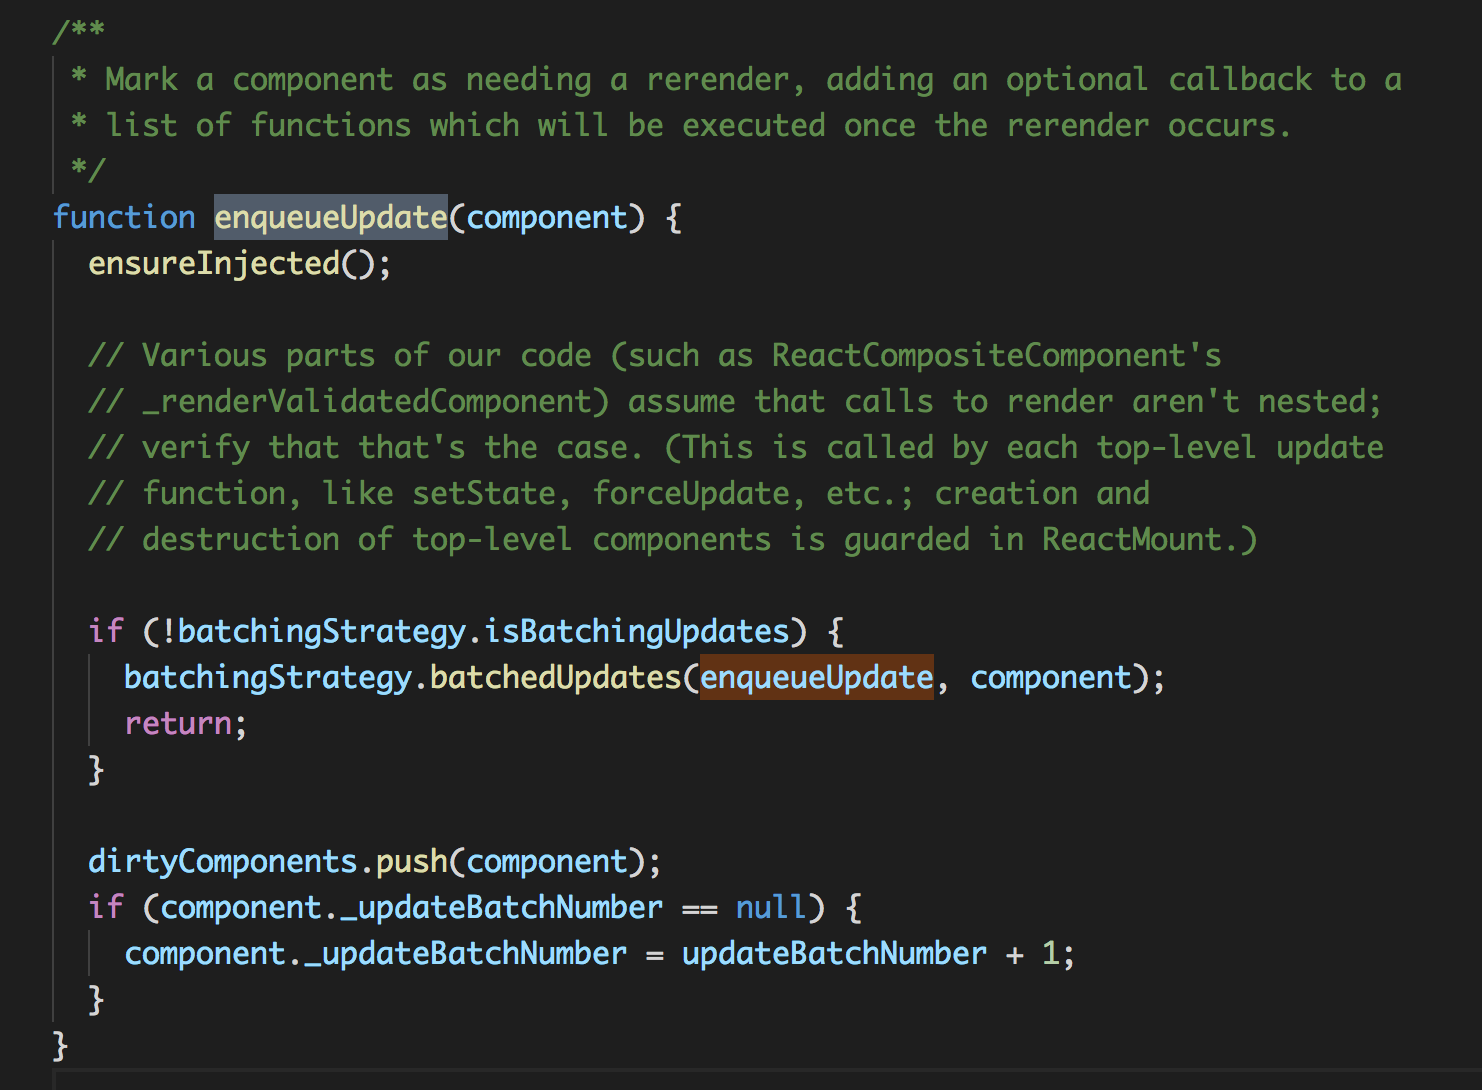 /**
 * Mark a component as needing a rerender, adding an optional callback to a
 * list of functions which will be executed once the rerender occurs.
 */
function enqueueUpdate(component) {
  ensureInjected();

  // Various parts of our code (such as ReactCompositeComponent's
  // _renderValidatedComponent) assume that calls to render aren't nested;
  // verify that that's the case. (This is called by each top-level update
  // function, like setState, forceUpdate, etc.; creation and
  // destruction of top-level components is guarded in ReactMount.)

  if (!batchingStrategy.isBatchingUpdates) {
    batchingStrategy.batchedUpdates(enqueueUpdate, component);
    return;
  }

  dirtyComponents.push(component);
  if (component._updateBatchNumber == null) {
    component._updateBatchNumber = updateBatchNumber + 1;
  }
}